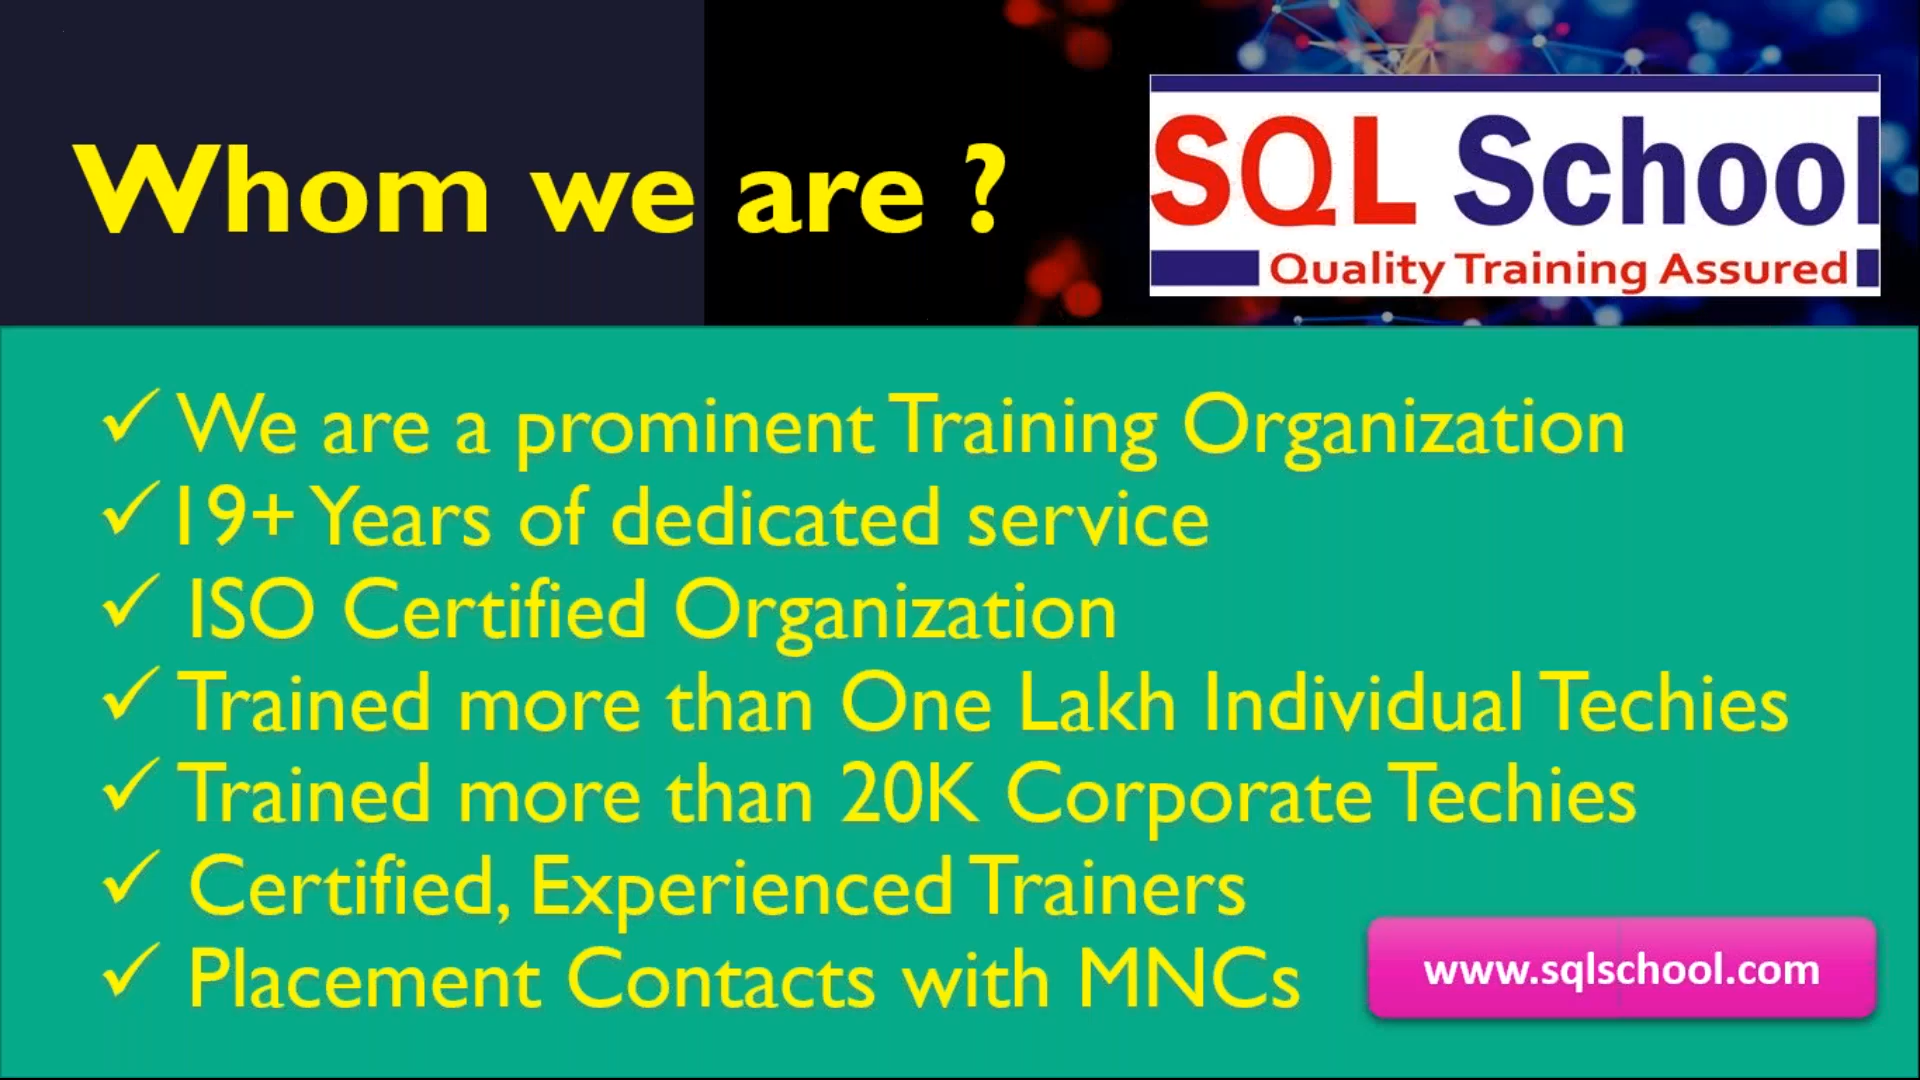 Whom we are ?
SQL School
Quality Training Assured
✓ We are a prominent Training Organization
✓ 19+ Years of dedicated service
✓ ISO Certified Organization
✓ Trained more than One Lakh Individual Techies
✓ Trained more than 20K Corporate Techies
✓ Certified, Experienced Trainers
✓ Placement Contacts with MNCs
www.sqlschool.com